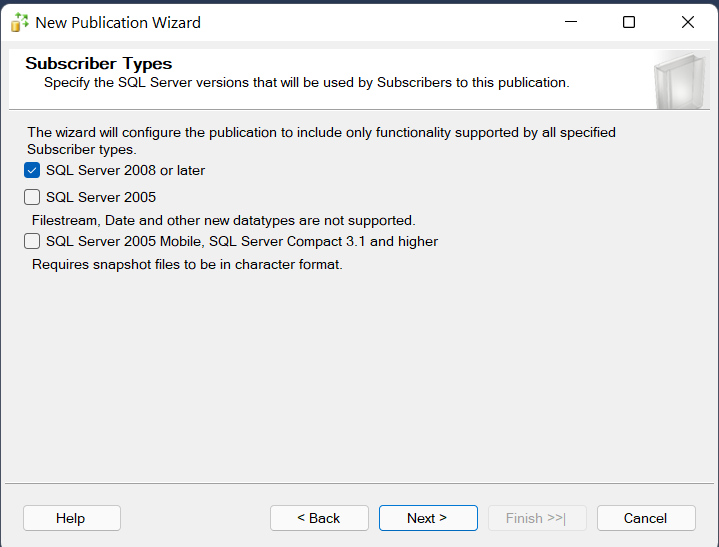 New Publication Wizard
Subscriber Types
Specify the SQL Server versions that will be used by Subscribers to this publication.
The wizard will configure the publication to include only functionality supported by all specified
Subscriber types.
SQL Server 2008 or later
SQL Server 2005
Filestream, Date and other new datatypes are not supported.
SQL Server 2005 Mobile, SQL Server Compact 3.1 and higher
Requires snapshot files to be in character format.
Help < Back Next > Finish >>| Cancel